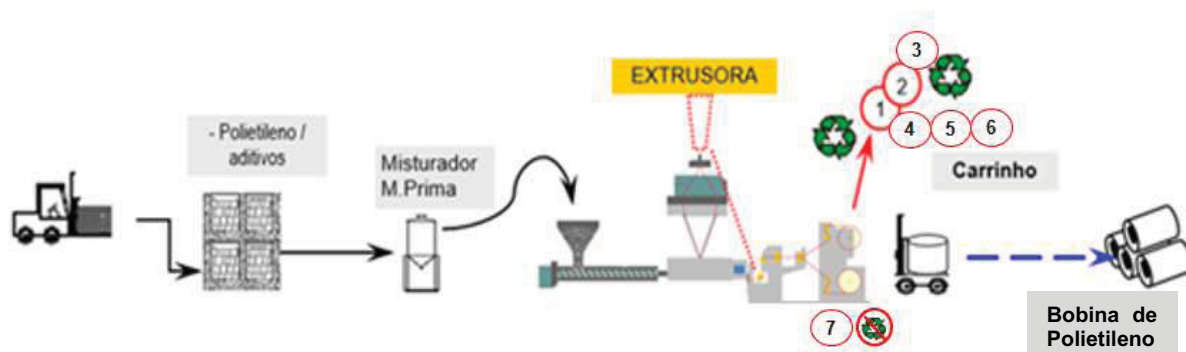 EXTRUSORA
3
2
1
4 5 6
- Polietileno /
aditivos
Misturador
M.Prima
Carrinho
7
Bobina de
Polietileno